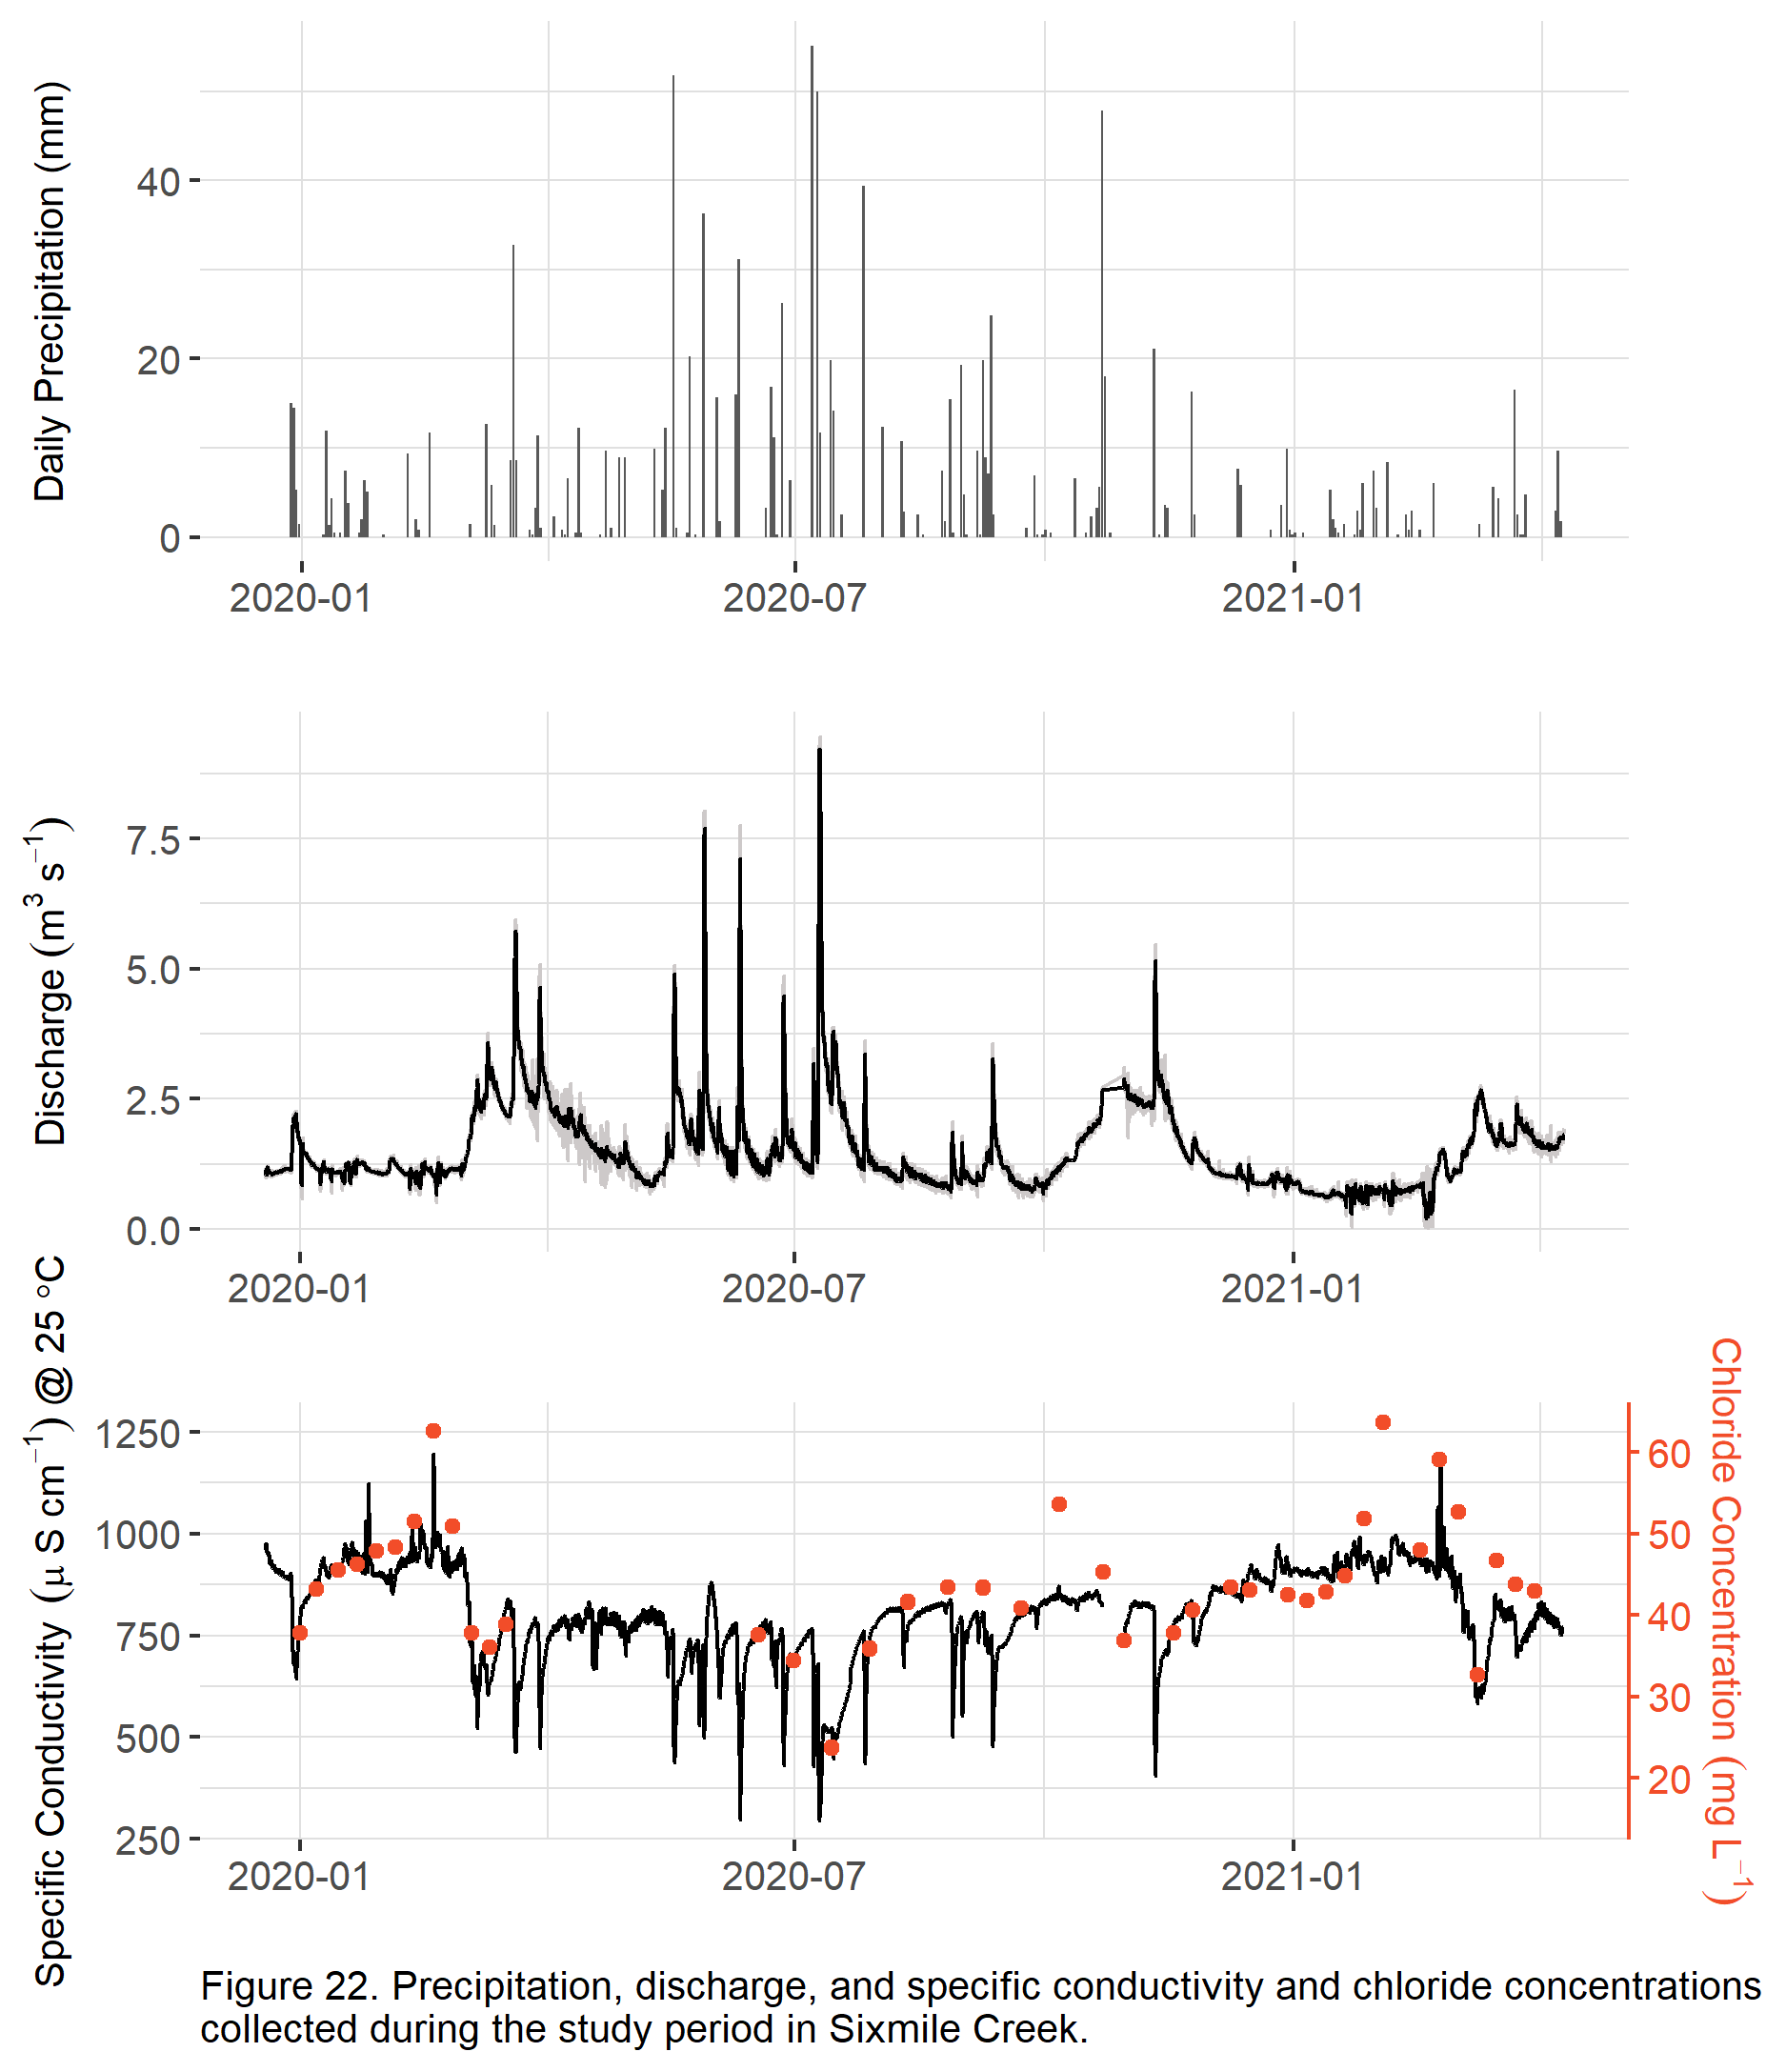 Daily Precipitation (mm)
40
20
0
2020-01 2020-07 2021-01
Discharge (m³ s⁻¹)
7.5
5.0
2.5
0.0
2020-01 2020-07 2021-01
Specific Conductivity (μ S cm⁻¹) @ 25 °C
1250
1000
750
500
250
2020-01 2020-07 2021-01
60
50
40
30
20
Chloride Concentration (mg L⁻¹)
Figure 22. Precipitation, discharge, and specific conductivity and chloride concentrations
collected during the study period in Sixmile Creek.